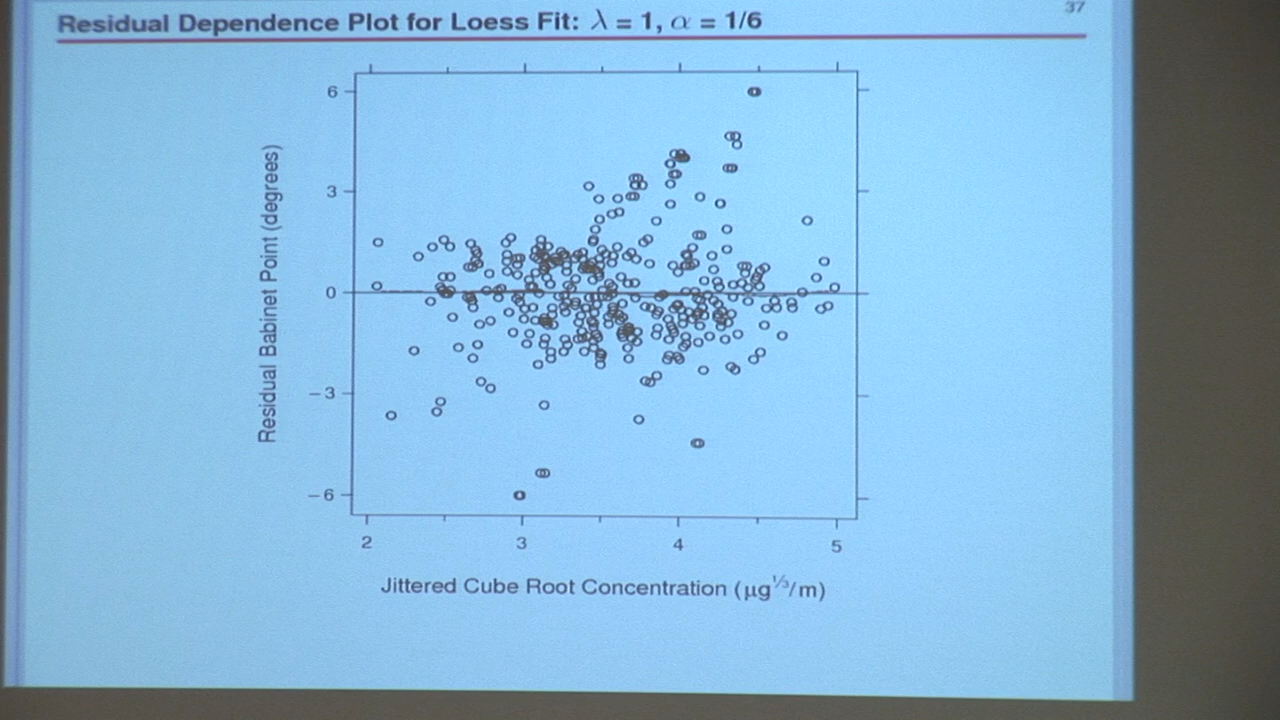 37
Residual Dependence Plot for Loess Fit: λ = 1, α = 1/6
Residual Babinet Point (degrees)
6
3
0
−3
−6
2 3 4 5
Jittered Cube Root Concentration (μg^1/3/m)